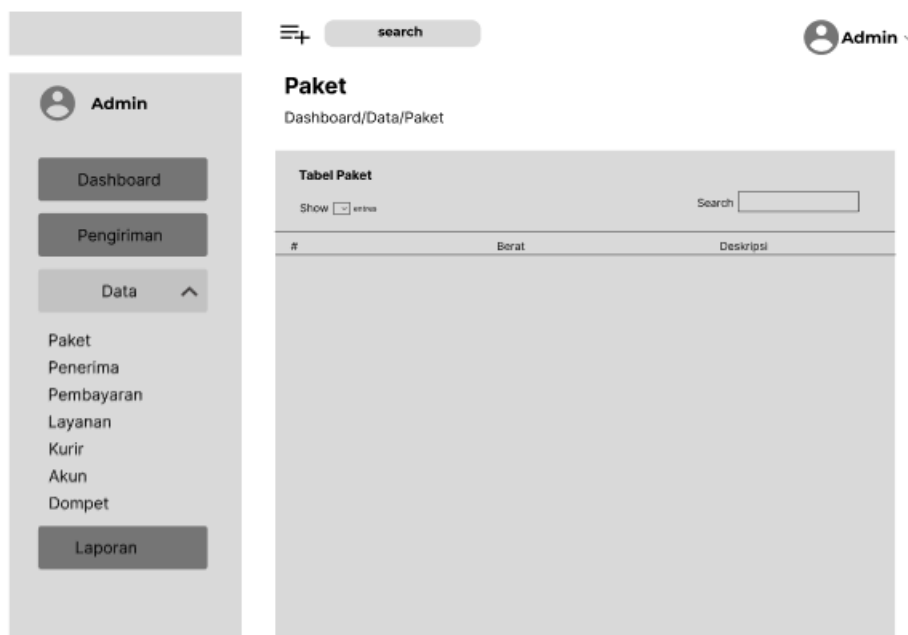 search
Admin
Paket
Dashboard/Data/Paket
Admin
Dashboard
Pengiriman
Data
Paket
Penerima
Pembayaran
Layanan
Kurir
Akun
Dompet
Laporan
Tabel Paket
Show entries
Search
# Berat Deskripsi